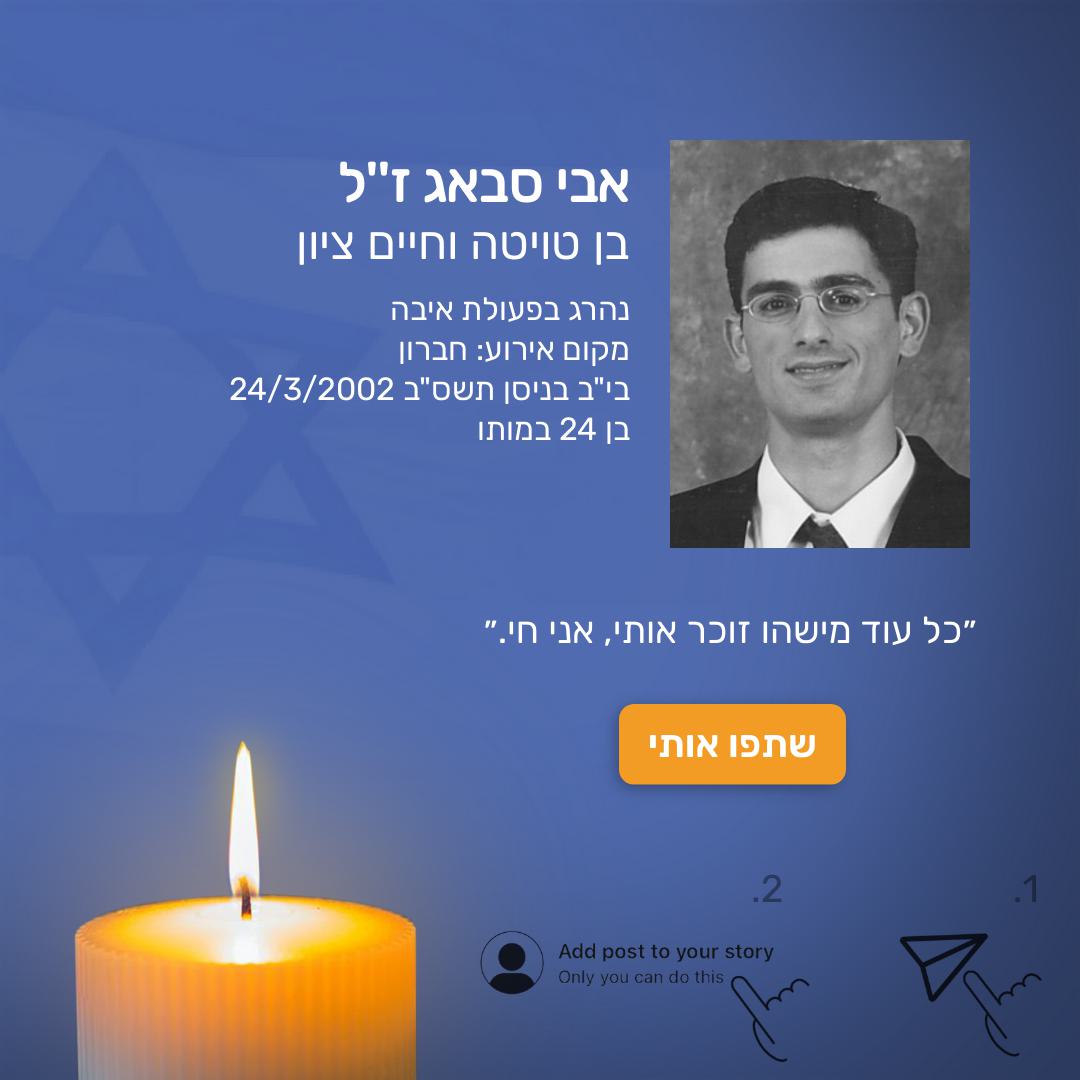 אבי סבאג ז"ל
בן טויטה וחיים ציון
נהרג בפעולת איבה
מקום אירוע: חברון
בי"ב בניסן תשס"ב 24/3/2002
בן 24 במותו
״כל עוד מישהו זוכר אותי, אני חי.״
שתפו אותי
1.
2.
Add post to your story
Only you can do this